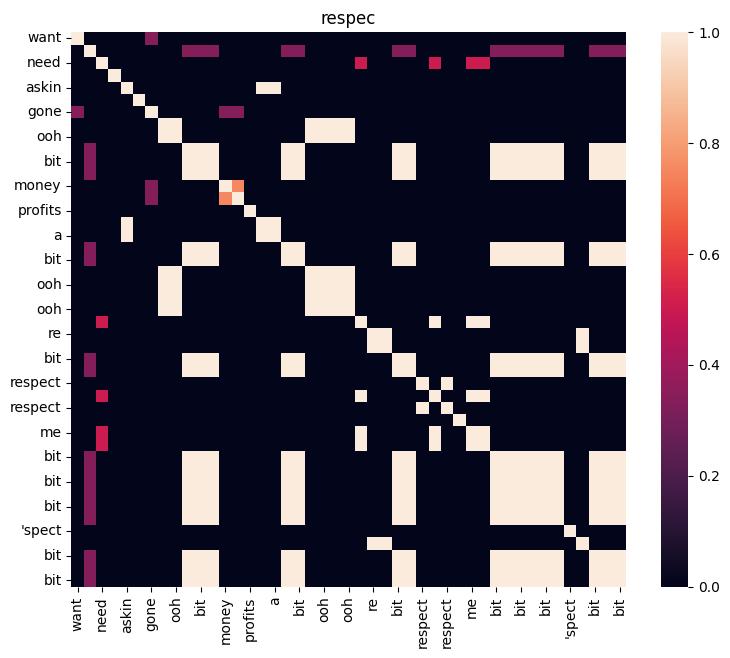 respec
want
need
askin
gone
ooh
bit
money
profits
a
bit
ooh
ooh
re
bit
respect
respect
me
bit
bit
bit
'spect
bit
bit
want
need
askin
gone
ooh
bit
money
profits
a
bit
ooh
ooh
re
bit
respect
respect
me
bit
bit
bit
'spect
bit
bit
1.0
0.8
0.6
0.4
0.2
0.0